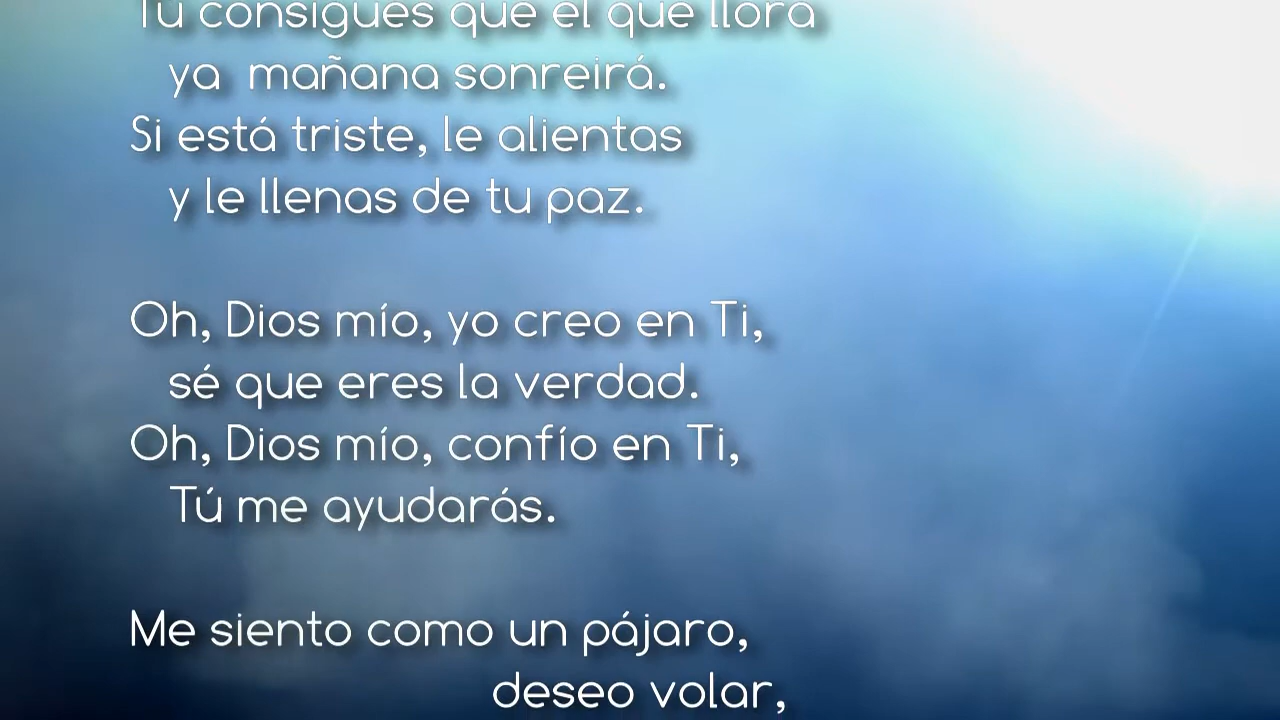 Tú consigues que el que llora
ya mañana sonreirá.
Si está triste, le alientas
y le llenas de tu paz.
Oh, Dios mío, yo creo en Ti,
sé que eres la verdad.
Oh, Dios mío, confío en Ti,
Tú me ayudarás.
Me siento como un pájaro,
deseo volar,